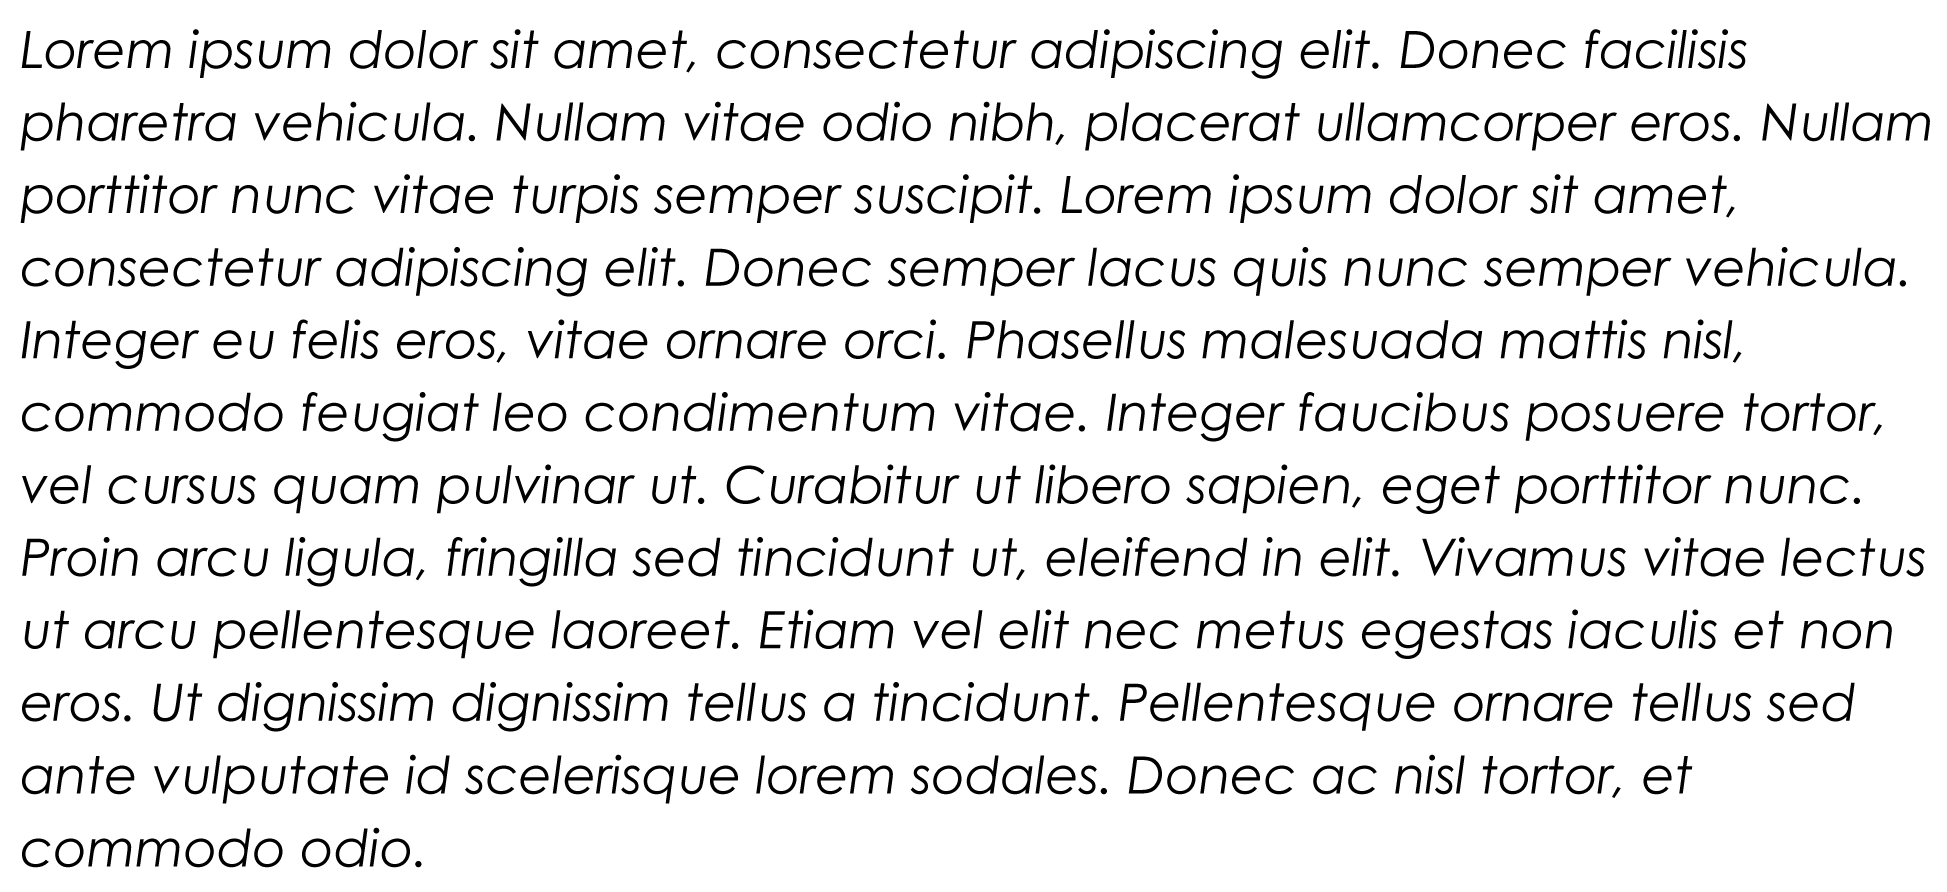 Lorem ipsum dolor sit amet, consectetur adipiscing elit. Donec facilisis
pharetra vehicula. Nullam vitae odio nibh, placerat ullamcorper eros. Nullam
porttitor nunc vitae turpis semper suscipit. Lorem ipsum dolor sit amet,
consectetur adipiscing elit. Donec semper lacus quis nunc semper vehicula.
Integer eu felis eros, vitae ornare orci. Phasellus malesuada mattis nisl,
commodo feugiat leo condimentum vitae. Integer faucibus posuere tortor,
vel cursus quam pulvinar ut. Curabitur ut libero sapien, eget porttitor nunc.
Proin arcu ligula, fringilla sed tincidunt ut, eleifend in elit. Vivamus vitae lectus
ut arcu pellentesque laoreet. Etiam vel elit nec metus egestas iaculis et non
eros. Ut dignissim dignissim tellus a tincidunt. Pellentesque ornare tellus sed
ante vulputate id scelerisque lorem sodales. Donec ac nisl tortor, et
commodo odio.